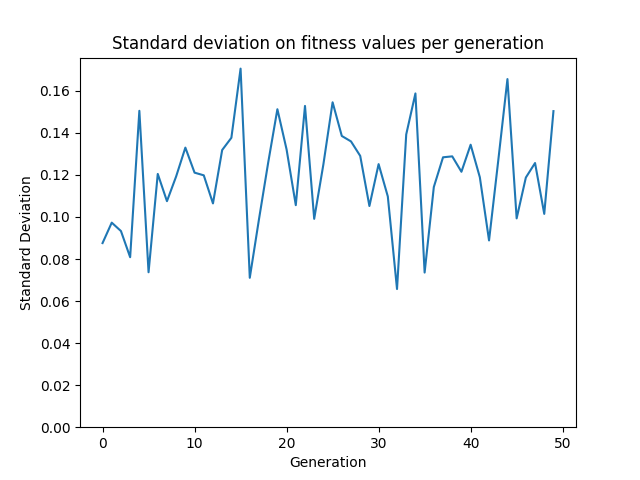 Standard deviation on fitness values per generation
0.16
0.14
0.12
0.10
0.08
0.06
0.04
0.02
0.00
Standard Deviation
0 10 20 30 40 50
Generation